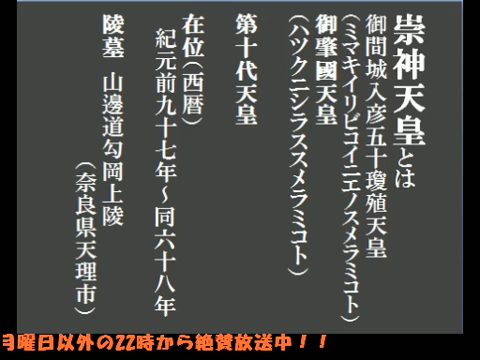 崇神天皇とは
御間城入彦五十瓊殖天皇
(ミマキイリビコイニエノスメラミコト)
御肇國天皇
(ハツクニシラススメラミコト)
第十代天皇
在位(西暦)
紀元前九十七年～同六十八年
陵墓 山邊道勾岡上陵
(奈良県天理市)
月曜日以外の22時から絶賛放送中！！